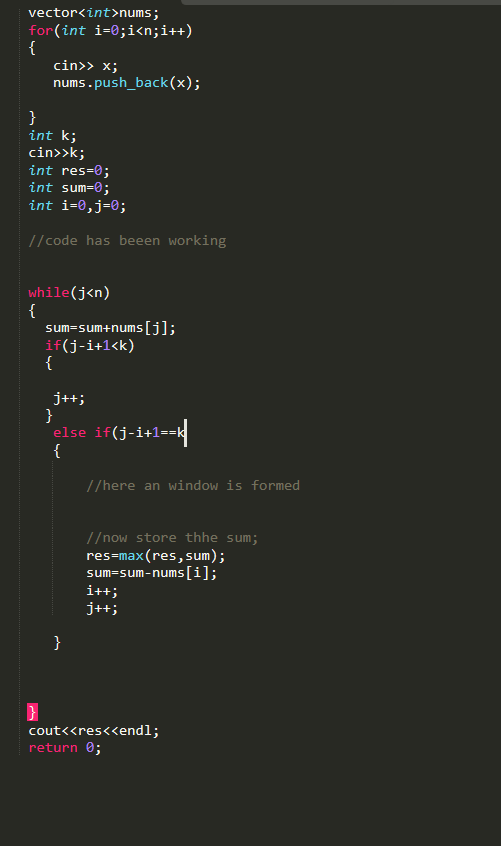 vector<int>nums;
for(int i=0;i<n;i++)
{
cin>> x;
nums.push_back(x);
}
int k;
cin>>k;
int res=0;
int sum=0;
int i=0,j=0;
//code has beeen working
while(j<n)
{
sum=sum+nums[j];
if(j-i+1<k)
{
j++;
}
else if(j-i+1==k
{
//here an window is formed
//now store thhe sum;
res=max(res,sum);
sum=sum-nums[i];
i++;
j++;
}
}
cout<<res<<endl;
return 0;